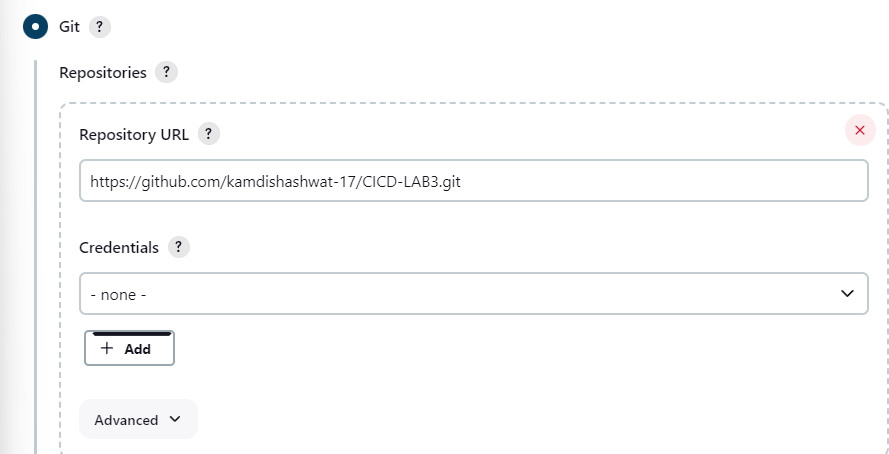 Git ?
Repositories ?
Repository URL ?
https://github.com/kamdishashwat-17/CICD-LAB3.git
Credentials ?
- none -
+ Add
Advanced